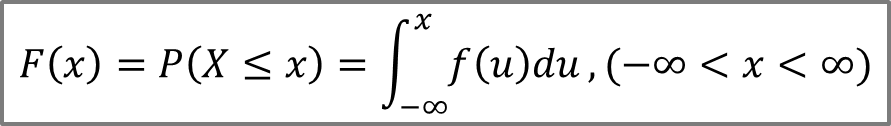 F(x) = P(X ≤ x) = ∫_{-∞}^{x} f(u)du , (−∞ < x < ∞)